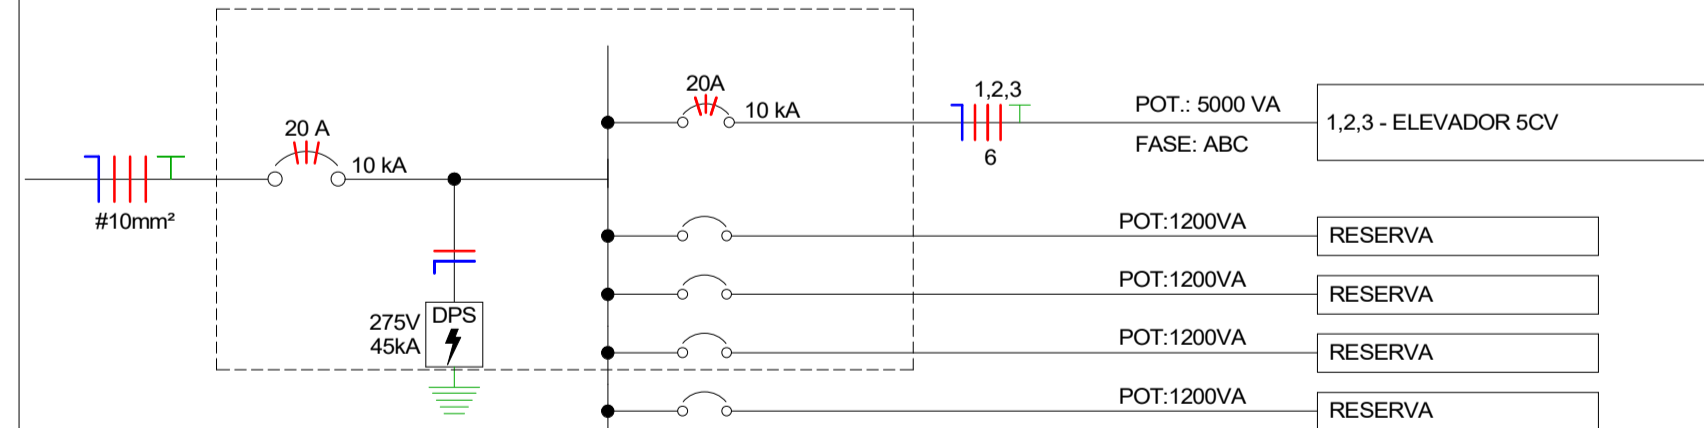 20A
10 kA
1,2,3
6
POT.: 5000 VA
FASE: ABC
1,2,3 - ELEVADOR 5CV
20 A
10 kA
#10mm²
POT:1200VA
RESERVA
POT:1200VA
RESERVA
275V
45kA
DPS
POT:1200VA
RESERVA
POT:1200VA
RESERVA